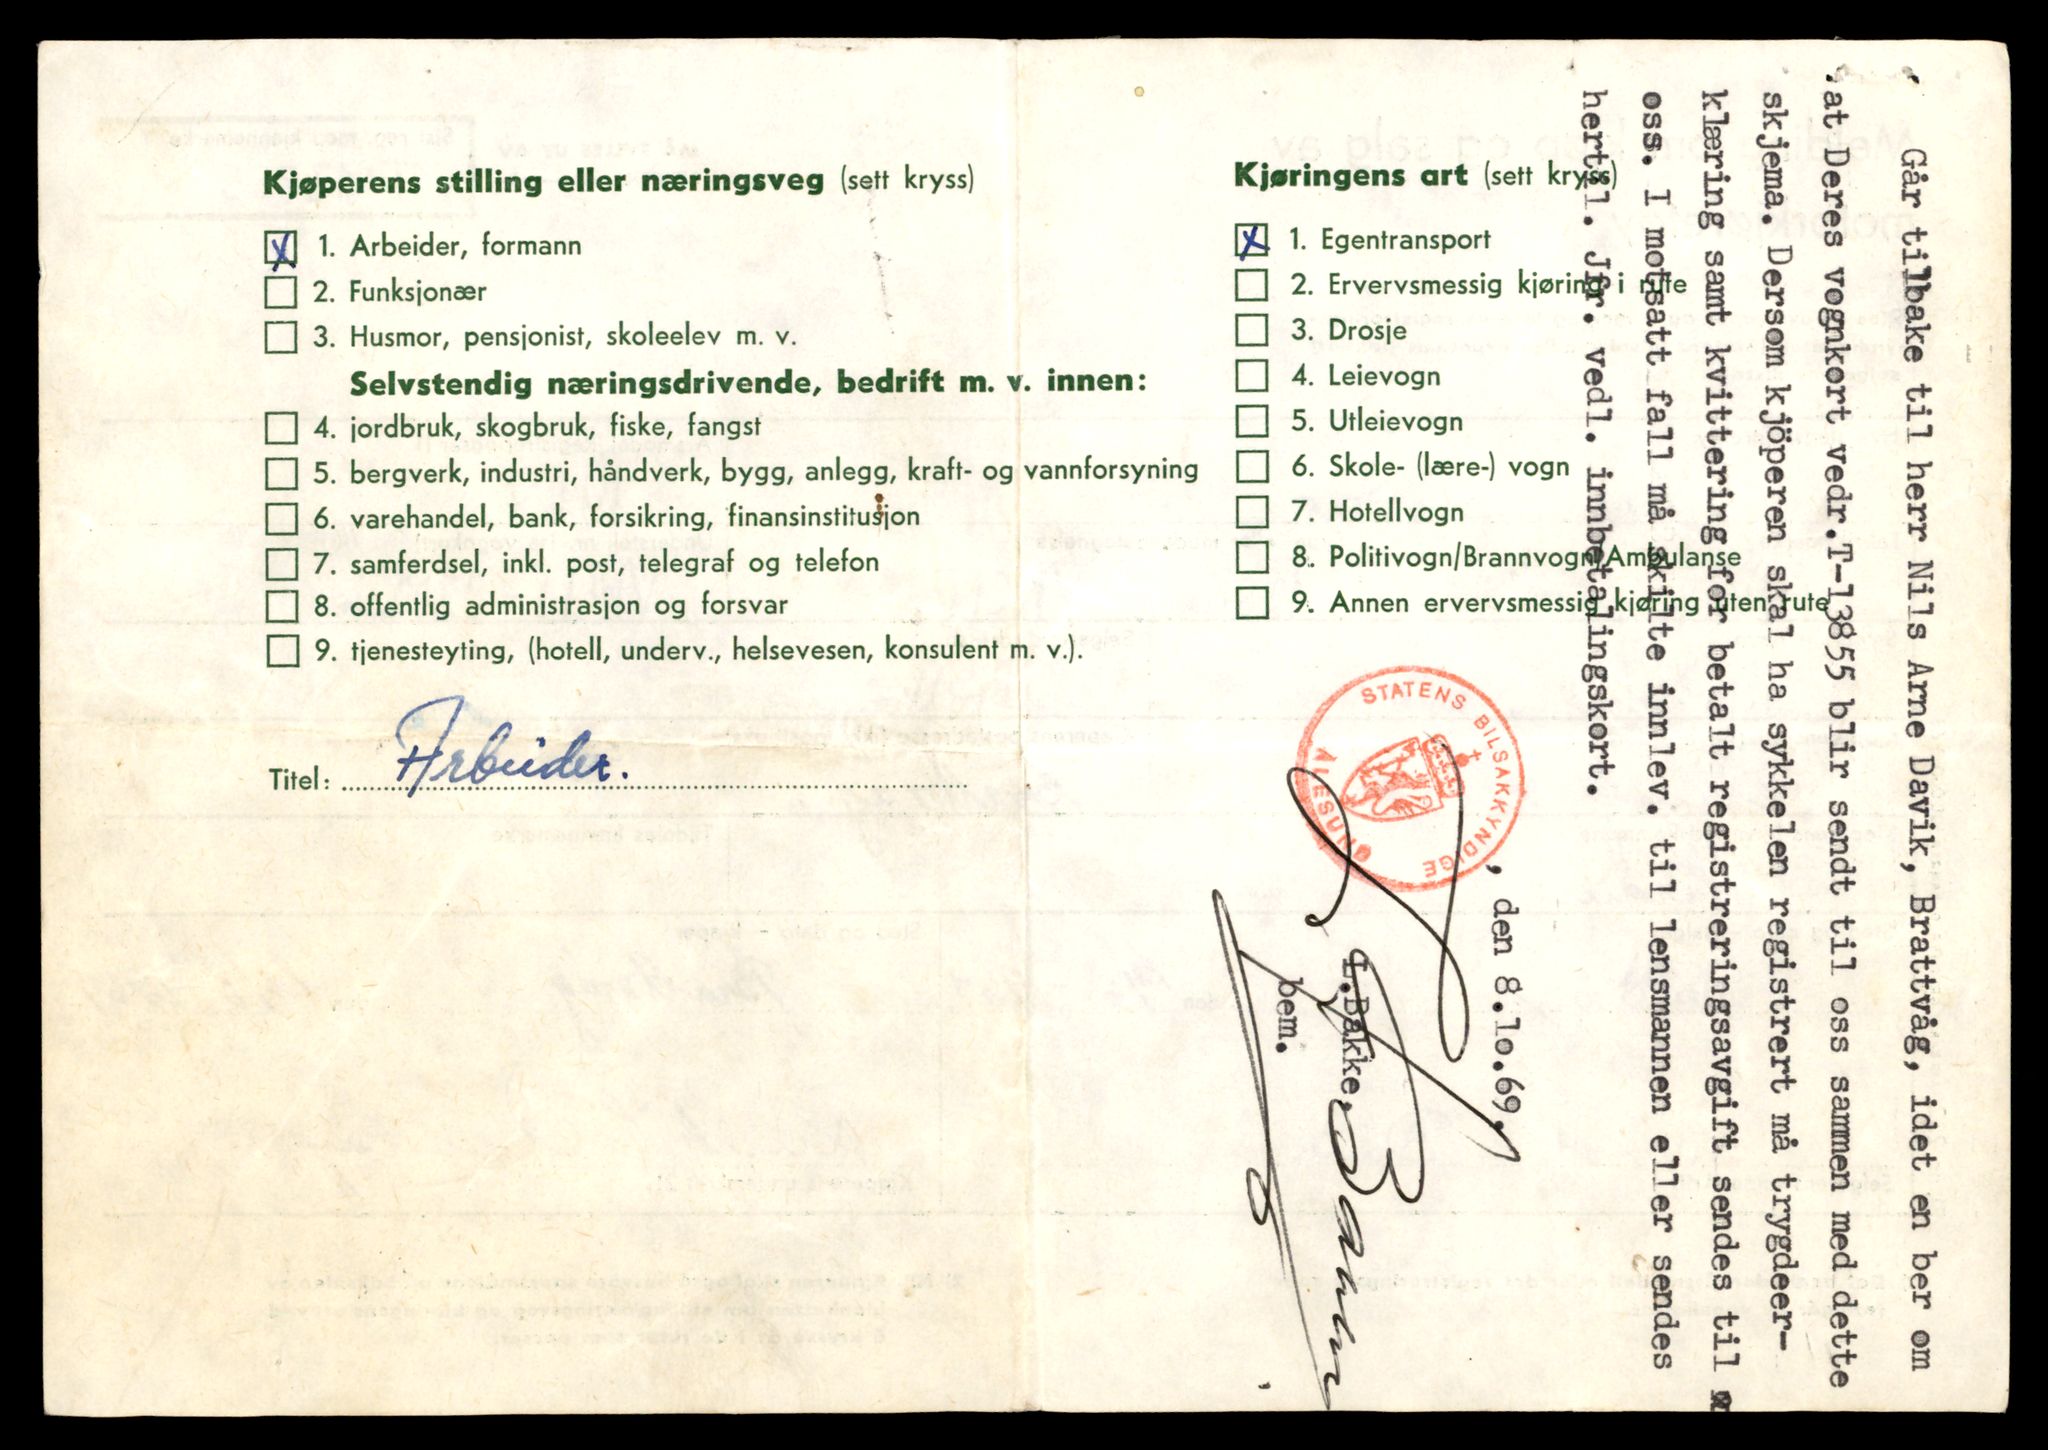 Kjøperens stilling eller næringsveg (sett kryss)
X 1. Arbeider, formann
2. Funksjonær
3. Husmor, pensjonist, skoleelev m. v.
Selvstendig næringsdrivende, bedrift m. v. innen:
4. jordbruk, skogbruk, fiske, fangst
5. bergverk, industri, håndverk, bygg, anlegg, kraft- og vannforsyning
6. varehandel, bank, forsikring, finansinstitusjon
7. samferdsel, inkl. post, telegraf og telefon
8. offentlig administrasjon og forsvar
9. tjenesteyting, (hotell, underv., helsevesen, konsulent m. v.).
Titel: Arbeider.
Kjøringens art (sett kryss)
X 1. Egentransport
2. Ervervsmessig kjøring i rute
3. Drosje
4. Leievogn
5. Utleievogn
6. Skole- (lære-) vogn
7. Hotellvogn
8. Politivogn/Brannvogn/Ambulanse
9. Annen ervervsmessig kjøring uten rute
Går tilbake til herr Nils Arne Davik, Brattvåg, idet en ber om
at Deres vognkort vedr.T-13855 blir sendt til oss sammen med dette
skjema. Dersom kjöperen skal ha sykkelen registrert må trygdeer-
klæring samt kvittering for betalt registreringsavgift sendes til
oss. I motsatt fall må skilte innlev. til lensmannen eller sendes
hertil. Jfr. vedl. innbetalingskort.
STATENS BILSAKKYNDIGE
ÅLESUND
, den 8.lo.69.
L.Bakke,
bem.